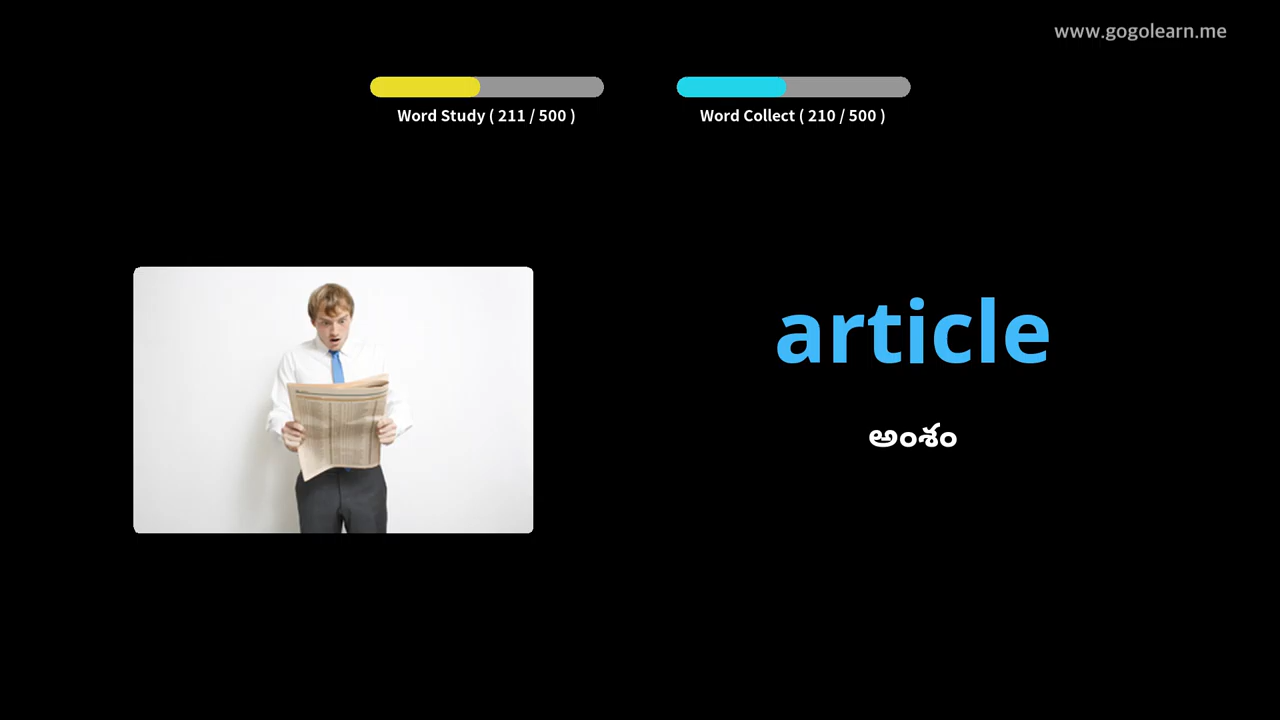 www.gogolearn.me
Word Study ( 211 / 500 )
Word Collect ( 210 / 500 )
article
అంశం